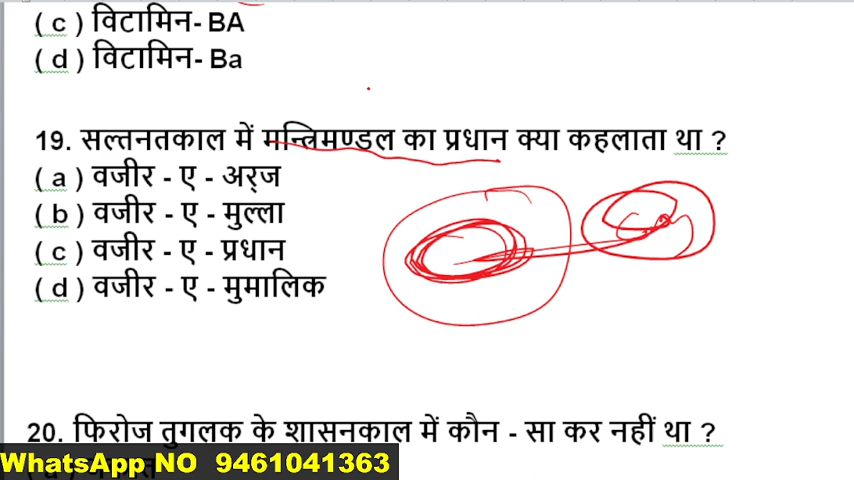 ( c ) विटामिन- BA
( d ) विटामिन- Ba
19. सल्तनतकाल में मन्त्रिमण्डल का प्रधान क्या कहलाता था ?
( a ) वजीर - ए - अर्ज
( b ) वजीर - ए - मुल्ला
( c ) वजीर - ए - प्रधान
( d ) वजीर - ए - मुमालिक
20. फिरोज तुगलक के शासनकाल में कौन - सा कर नहीं था ?
WhatsApp NO 9461041363